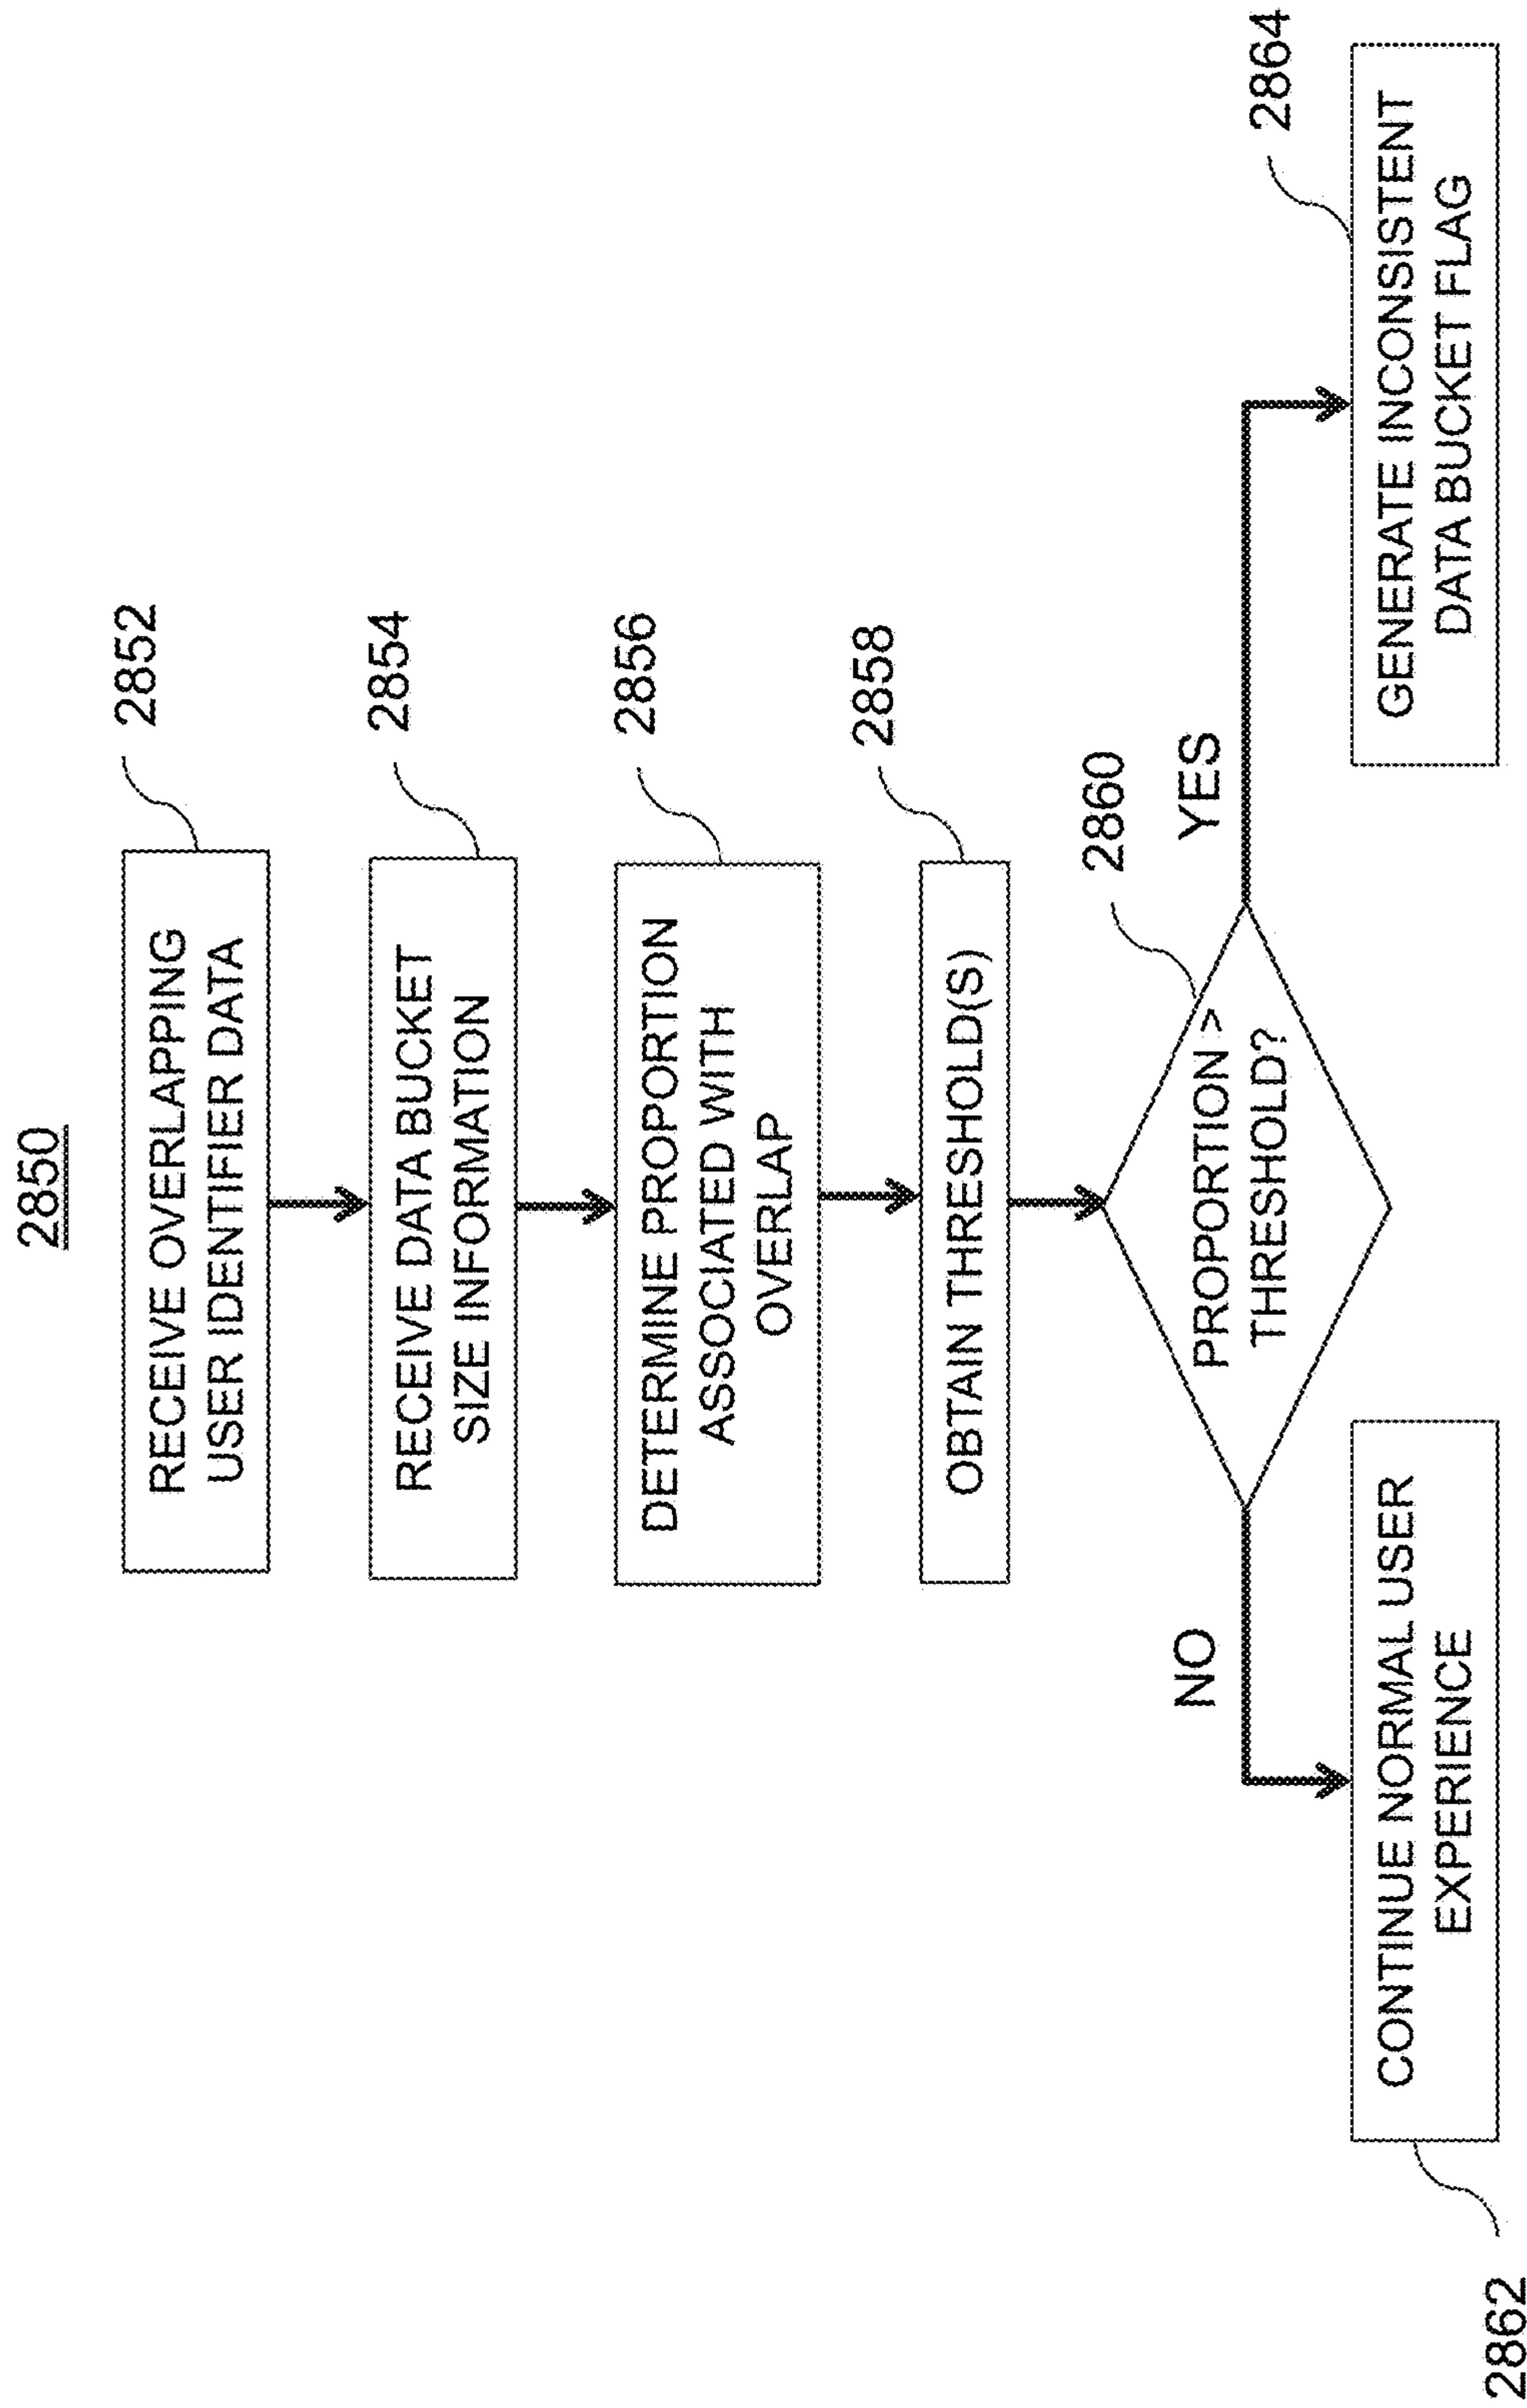 2850
RECEIVE OVERLAPPING
USER IDENTIFIER DATA
2852
RECEIVE DATA BUCKET
SIZE INFORMATION
2854
DETERMINE PROPORTION
ASSOCIATED WITH
OVERLAP
2856
OBTAIN THRESHOLD(S)
2858
PROPORTION >
THRESHOLD?
2860
NO
YES
CONTINUE NORMAL USER
EXPERIENCE
2862
GENERATE INCONSISTENT
DATA BUCKET FLAG
2864